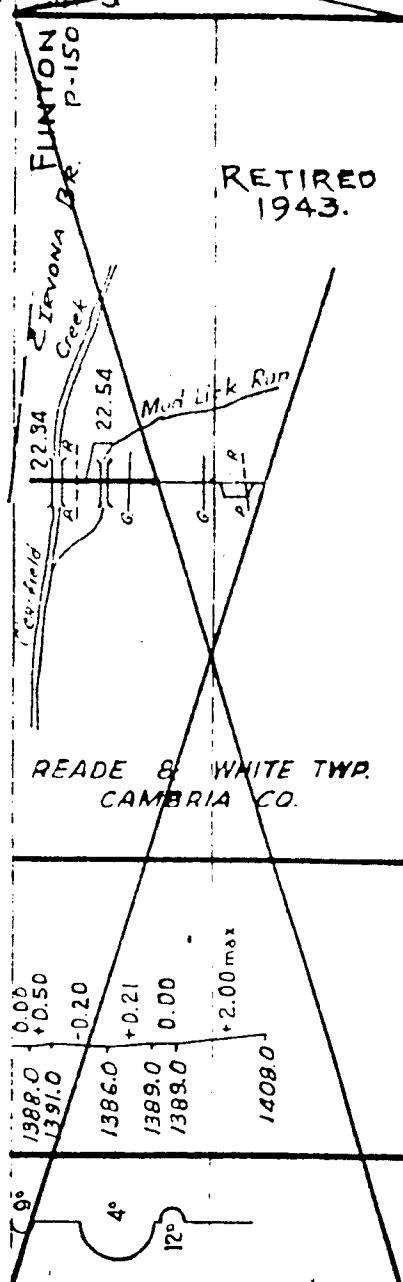 FLINTON
P-150
RETIRED
1943.
IRVONA BR.
Creek
22.34
22.54
Mud Lick Run
R
R
R
G
G
P
Clearfield
READE & WHITE TWP.
CAMBRIA CO.
0.00
+0.50
-0.20
+0.21
0.00
+2.00 max
1388.0
1391.0
1386.0
1389.0
1389.0
1408.0
9°
4°
12°